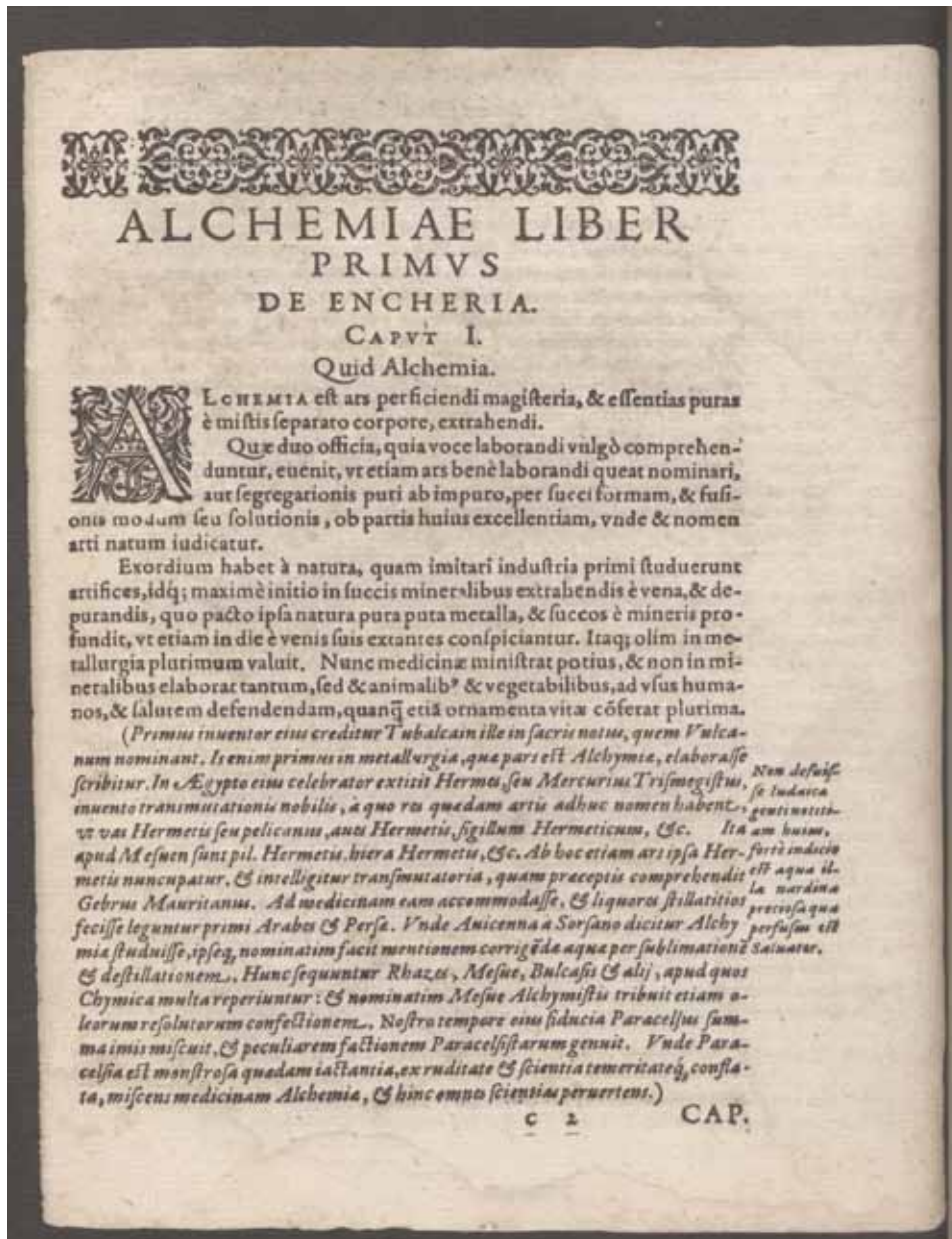 ALCHEMIAE LIBER
PRIMVS
DE ENCHERIA.
CAPVT I.
Quid Alchemia.
ALCHEMIA eſt ars perficiendi magiſteria, & eſſentias puras
è miſtis ſeparato corpore, extrahendi.
Quæ duo officia, quia voce laborandi vulgò comprehen-
duntur, euenit, vt etiam ars benè laborandi queat nominari,
aut ſegregationis puri ab impuro, per ſucci formam, & fuſi-
onis modum ſeu ſolutionis, ob partis huius excellentiam, vnde & nomen
arti natum iudicatur.
Exordium habet à natura, quam imitari induſtria primi ſtuduerunt
artifices, idq́; maximè initio in ſuccis mineralibus extrahendis è vena, & de-
purandis, quo pacto ipſa natura pura puta metalla, & ſuccos è mineris pro-
fundit, vt etiam in die è venis ſuis extantes conſpiciantur. Itaq; olim in me-
tallurgia plurimum valuit. Nunc medicinæ miniſtrat potius, & non in mi-
neralibus elaborat tantum, ſed & animalibꝰ & vegetabilibus, ad vſus huma-
nos, & ſalutem defendendam, quanq̃ etiã ornamenta vitæ cõferat plurima.
(Primus inuentor eius creditur Tubalcain ille in ſacris notus, quem Vulca-
num nominant. Is enim primus in metallurgia, quæ pars eſt Alchymiæ, elaboraſſe
ſcribitur. In Ægypto eius celebrator extitit Hermes, ſeu Mercurius Triſmegiſtus,
inuento tranſmutationis nobilis, à quo res quædam artis adhuc nomen habent,
vt vas Hermetis ſeu pelicanus, auis Hermetis, ſigillum Hermeticum, &c. Ita
apud Meſuen ſunt pil. Hermetis, hiera Hermetis, &c. Ab hoc etiam ars ipſa Her-
metis nuncupatur, & intelligitur tranſmutatoria, quam præceptis comprehendit
Gebrus Mauritanus. Ad medicinam eam accommodaſſe, & liquores ſtillatitios
feciſſe leguntur primi Arabes & Perſæ. Vnde Auicenna à Sorſano dicitur Alchy
miæ ſtuduiſſe, ipſeq; nominatim facit mentionem corrigẽdæ aquæ per ſublimationẽ
& deſtillationem. Hunc ſequuntur Rhazes, Meſue, Bulcaſis & alij, apud quos
Chymica multa reperiuntur: & nominatim Meſue Alchymiſtis tribuit etiam o-
leorum reſolutorum confectionem. Noſtro tempore eius fiducia Paracelſus ſum-
ma imis miſcuit, & peculiarem factionem Paracelſiſtarum genuit. Vnde Para-
celſia eſt monſtroſa quædam iactantia, ex ruditate & ſcientia temeritateq́; confla-
ta, miſcens medicinam Alchemiæ, & hinc omnes ſcientias peruertens.)
Non defuiſ-
ſe Iudaicæ
genti notiti-
am huius,
fortè indicio
eſt aqua il-
la nardina
precioſa qua
perfuſus eſt
Saluator.
C 2 CAP.